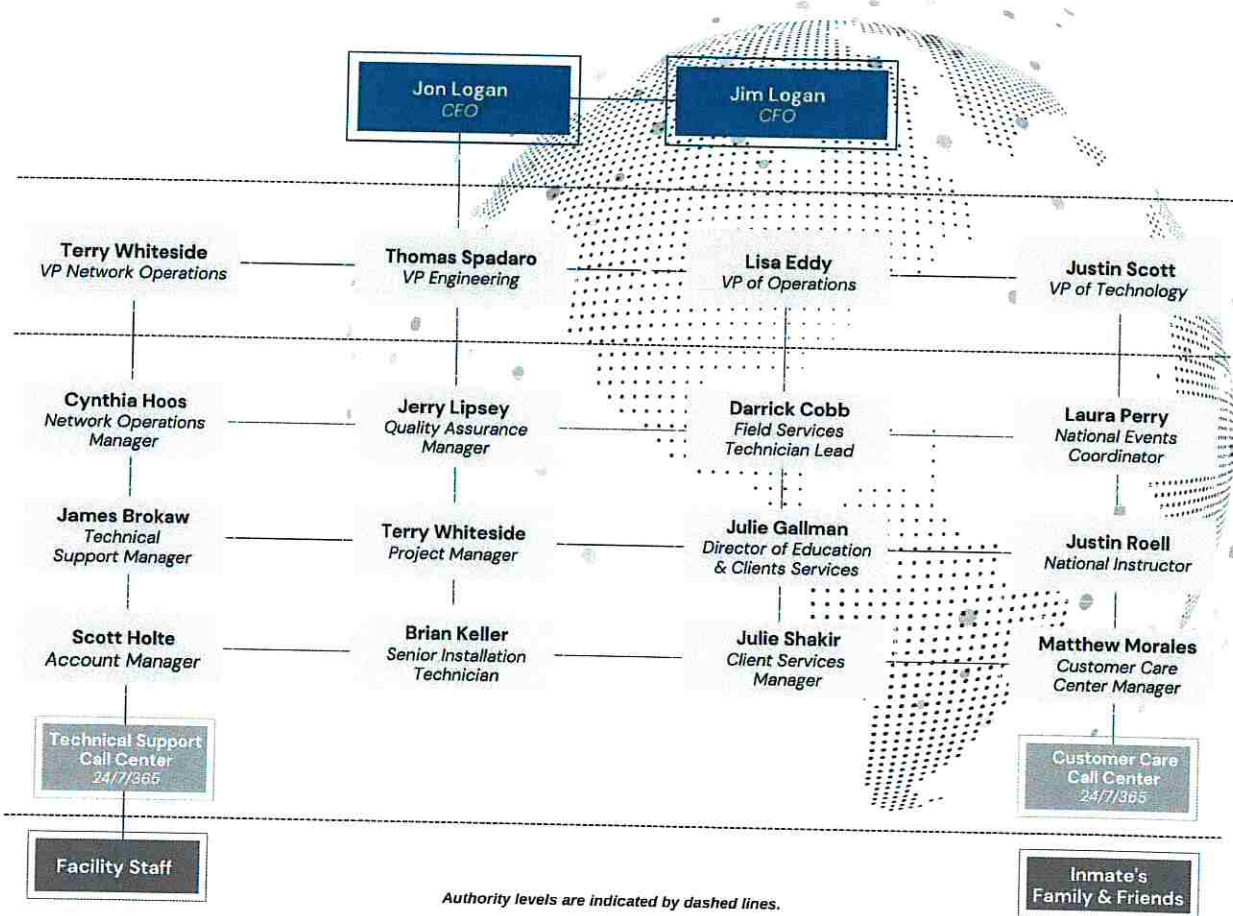 Jon Logan
CEO
Jim Logan
CFO
Terry Whiteside
VP Network Operations
Thomas Spadaro
VP Engineering
Lisa Eddy
VP of Operations
Justin Scott
VP of Technology
Cynthia Hoos
Network Operations
Manager
Jerry Lipsey
Quality Assurance
Manager
Darrick Cobb
Field Services
Technician Lead
Laura Perry
National Events
Coordinator
James Brokaw
Technical
Support Manager
Terry Whiteside
Project Manager
Julie Gallman
Director of Education
& Clients Services
Justin Roell
National Instructor
Scott Holte
Account Manager
Brian Keller
Senior Installation
Technician
Julie Shakir
Client Services
Manager
Matthew Morales
Customer Care
Center Manager
Technical Support
Call Center
24/7/365
Customer Care
Call Center
24/7/365
Facility Staff
Inmate's
Family & Friends
Authority levels are indicated by dashed lines.